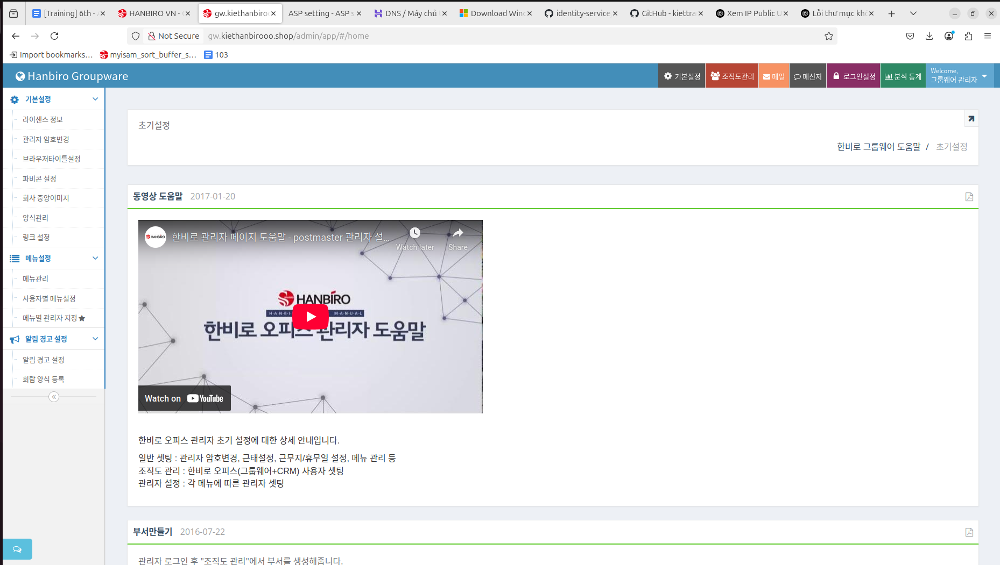 [Training] 6th - A
HANBIRO VN - G
gw.kiethanbirooo
ASP setting - ASP s
DNS / Máy chủ
Download Wind
identity-service
GitHub - kiettra
Xem IP Public U
Lỗi thư mục khô
Not Secure
gw.kiethanbirooo.shop/admin/app/#/home
Import bookmarks...
myisam_sort_buffer_s...
103
Hanbiro Groupware
기본설정
조직도관리
메일
메신저
로그인설정
분석 통계
Welcome,
그룹웨어 관리자
기본설정
라이센스 정보
관리자 암호변경
브라우저타이틀설정
파비콘 설정
회사 중앙이미지
양식관리
링크 설정
메뉴설정
메뉴관리
사용자별 메뉴설정
메뉴별 관리자 지정
알림 경고 설정
알림 경고 설정
회람 양식 등록
초기설정
한비로 그룹웨어 도움말 / 초기설정
동영상 도움말 2017-01-20
HANBIRO
한비로 관리자 페이지 도움말 - postmaster 관리자 설...
Watch later
Share
HANBIRO
MANUAL
한비로 오피스 관리자 도움말
Watch on YouTube
한비로 오피스 관리자 초기 설정에 대한 상세 안내입니다.
일반 셋팅 : 관리자 암호변경, 근태설정, 근무지/휴무일 설정, 메뉴 관리 등
조직도 관리 : 한비로 오피스(그룹웨어+CRM) 사용자 셋팅
관리자 설정 : 각 메뉴에 따른 관리자 셋팅
부서만들기 2016-07-22
관리자 로그인 후 "조직도 관리"에서 부서를 생성해줍니다.